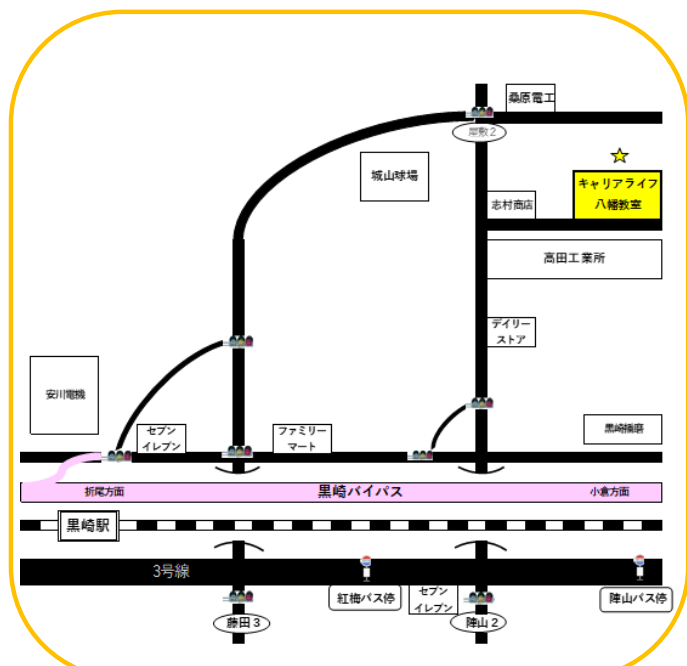 桑原電工
屋敷2
城山球場
キャリアライフ
八幡教室
志村商店
高田工業所
デイリー
ストア
安川電機
セブン
イレブン
ファミリー
マート
黒崎播磨
折尾方面
黒崎バイパス
小倉方面
黒崎駅
3号線
紅梅バス停
セブン
イレブン
陣山バス停
藤田3
陣山2